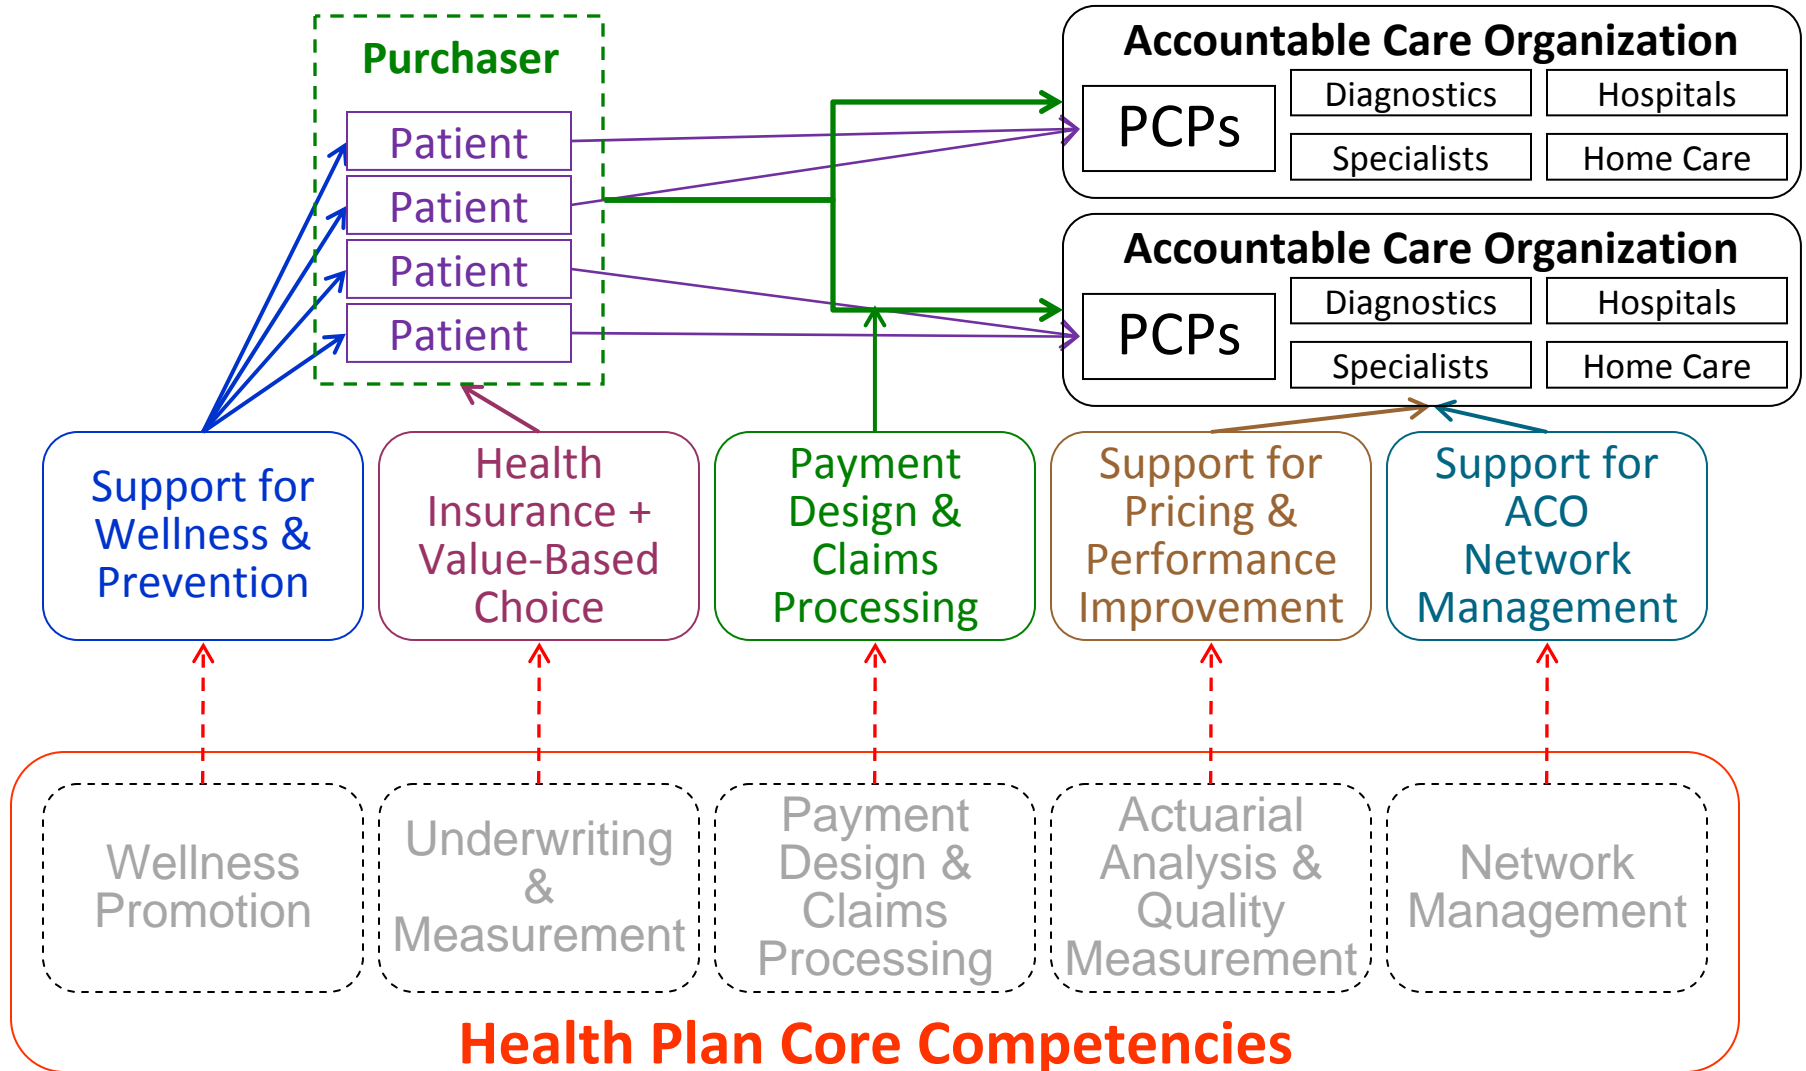 Purchaser
Patient
Patient
Patient
Patient
Accountable Care Organization
PCPs
Diagnostics
Hospitals
Specialists
Home Care
Accountable Care Organization
PCPs
Diagnostics
Hospitals
Specialists
Home Care
Support for
Wellness &
Prevention
Health
Insurance +
Value-Based
Choice
Payment
Design &
Claims
Processing
Support for
Pricing &
Performance
Improvement
Support for
ACO
Network
Management
Wellness
Promotion
Underwriting
&
Measurement
Payment
Design &
Claims
Processing
Actuarial
Analysis &
Quality
Measurement
Network
Management
Health Plan Core Competencies